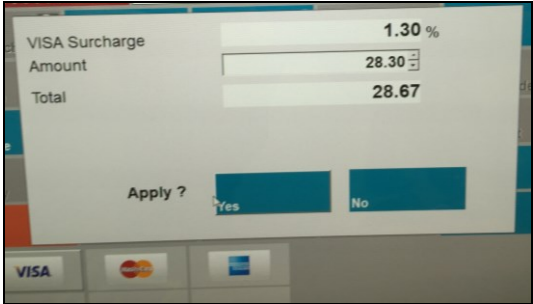 VISA Surcharge 1.30 %
Amount 28.30
Total 28.67
Apply ? Yes No
VISA